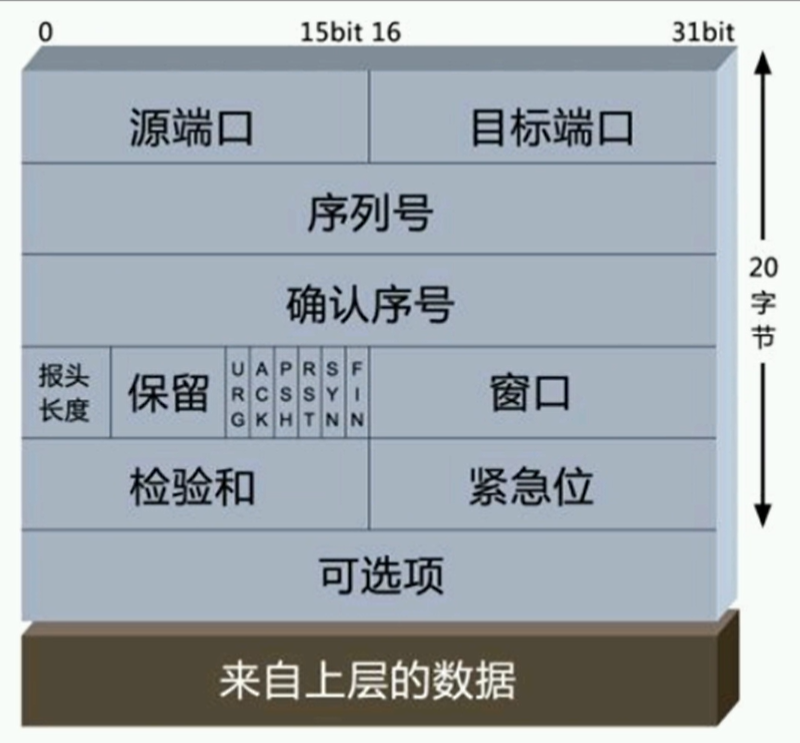 0 15bit 16 31bit
源端口 目标端口
序列号
确认序号
20
字
节
报头
长度
保留
URG
ACK
PSH
RST
SYN
FIN
窗口
检验和 紧急位
可选项
来自上层的数据